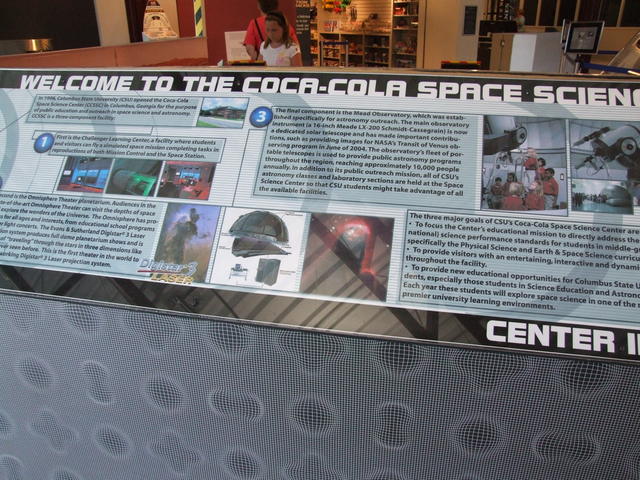 WELCOME TO THE COCA-COLA SPACE SCIENC
In 1996, Columbus State University (CSU) opened the Coca-Cola
Space Science Center (CCSSC) in Columbus, Georgia for the purpose
of public education and outreach in space science and astronomy.
CCSSC is a three-component facility.
1
First is the Challenger Learning Center, a facility where students
and visitors can fly a simulated space mission completing tasks in
reproductions of both Mission Control and the Space Station.
second is the Omnisphere Theater planetarium. Audiences in the
of-the-art Omnisphere Theater can visit the depths of space
explore the wonders of the universe. The Omnisphere has pro-
for all ages and interests, from educational school programs
light concerts. The Evans & Sutherland Digistar® 3 Laser
system produces full dome planetarium shows and is
of "traveling" through the stars in three dimensions like
ever seen before. This is the first theater in the world to
Digistar® 3 Laser projection system.
Digistar 3
LASER
3
The final component is the Mead Observatory, which was estab-
lished specifically for astronomy outreach. The main observatory
instrument (a 16-inch Meade LX-200 Schmidt-Cassegrain) is now
a dedicated solar telescope and has made important contribu-
tions, such as providing images for NASA's Transit of Venus ob-
serving program in June of 2004. The observatory's fleet of por-
table telescopes is used to provide public astronomy programs
throughout the region, reaching approximately 10,000 people
annually. In addition to its public mission, all of CSU's
astronomy classes and laboratory sections are held at the Space
Science Center so that CSU students might take advantage of all
the available facilities.
The three major goals of CSU's Coca-Cola Space Science Center are
• To focus the Center's educational mission to directly address
national) science performance standards for students in middle-
specifically the Physical Science and Earth & Space Science
• To provide visitors with an entertaining, interactive and
throughout the facility.
• To provide new educational opportunities for Columbus State
dents, especially those students in Science Education and
Each year these students will explore space science in one of the
premier university learning environments.
CENTER